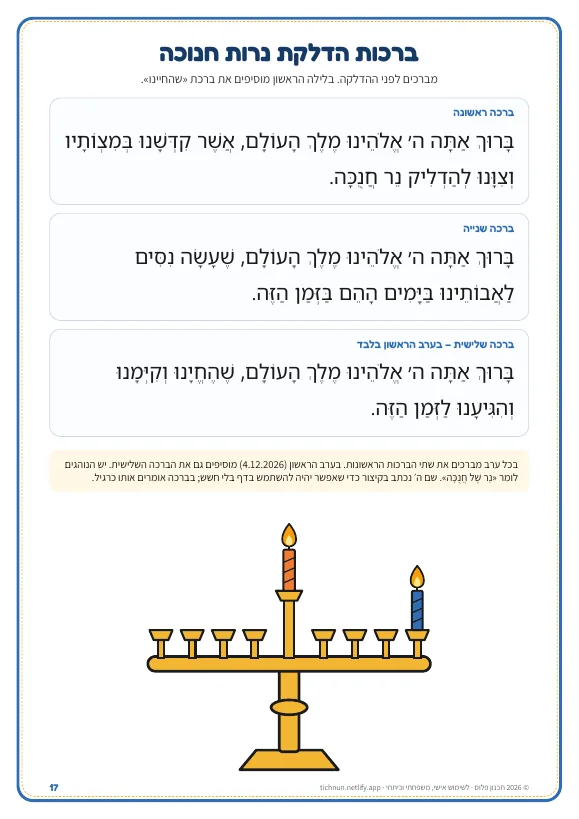 ברכות הדלקת נרות חנוכה
מברכים לפני ההדלקה. בלילה הראשון מוסיפים את ברכת «שהחיינו».
ברכה ראשונה
בָּרוּךְ אַתָּה ה׳ אֱלֹהֵינוּ מֶלֶךְ הָעוֹלָם, אֲשֶׁר קִדְּשָׁנוּ בְּמִצְוֹתָיו
וְצִוָּנוּ לְהַדְלִיק נֵר חֲנֻכָּה.
ברכה שנייה
בָּרוּךְ אַתָּה ה׳ אֱלֹהֵינוּ מֶלֶךְ הָעוֹלָם, שֶׁעָשָׂה נִסִּים
לַאֲבוֹתֵינוּ בַּיָּמִים הָהֵם בַּזְּמַן הַזֶּה.
ברכה שלישית – בערב הראשון בלבד
בָּרוּךְ אַתָּה ה׳ אֱלֹהֵינוּ מֶלֶךְ הָעוֹלָם, שֶׁהֶחֱיָנוּ וְקִיְּמָנוּ
וְהִגִּיעָנוּ לַזְּמַן הַזֶּה.
בכל ערב מברכים את שתי הברכות הראשונות. בערב הראשון (4.12.2026) מוסיפים גם את הברכה השלישית. יש הנוהגים
לומר «נֵר שֶׁל חֲנֻכָּה». שם ה׳ נכתב בקיצור כדי שאפשר יהיה להשתמש בדף בלי חשש; בברכה אומרים אותו כרגיל.
© 2026 תכנון פלוס · לשימוש אישי, משפחתי וכיתתי · tichnun.netlify.app
17